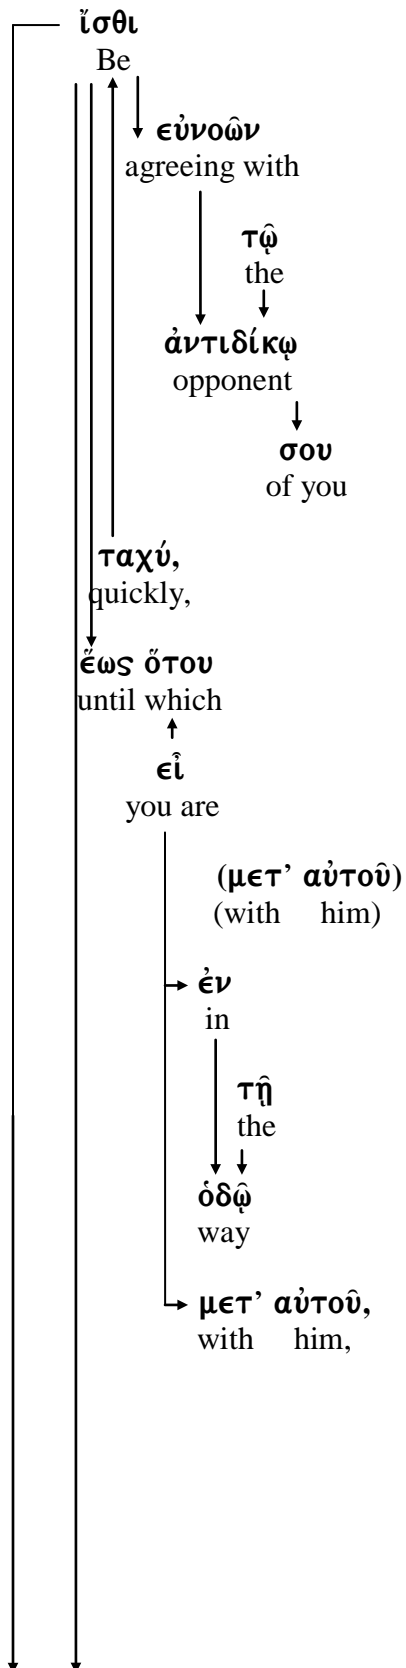 ἴσθι
Be
εὐνοῶν
agreeing with
τῷ
the
ἀντιδίκῳ
opponent
σου
of you
ταχύ,
quickly,
ἕως ὅτου
until which
εἶ
you are
(μετ’ αὐτοῦ)
(with him)
ἐν
in
τῇ
the
ὁδῷ
way
μετ’ αὐτοῦ,
with him,